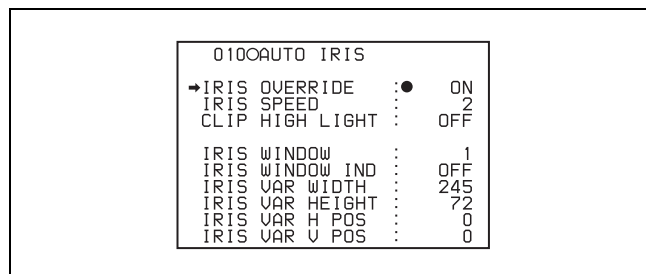 010○AUTO IRIS
→IRIS OVERRIDE :● ON
IRIS SPEED : 2
CLIP HIGH LIGHT : OFF
IRIS WINDOW : 1
IRIS WINDOW IND : OFF
IRIS VAR WIDTH : 245
IRIS VAR HEIGHT : 72
IRIS VAR H POS : 0
IRIS VAR V POS : 0